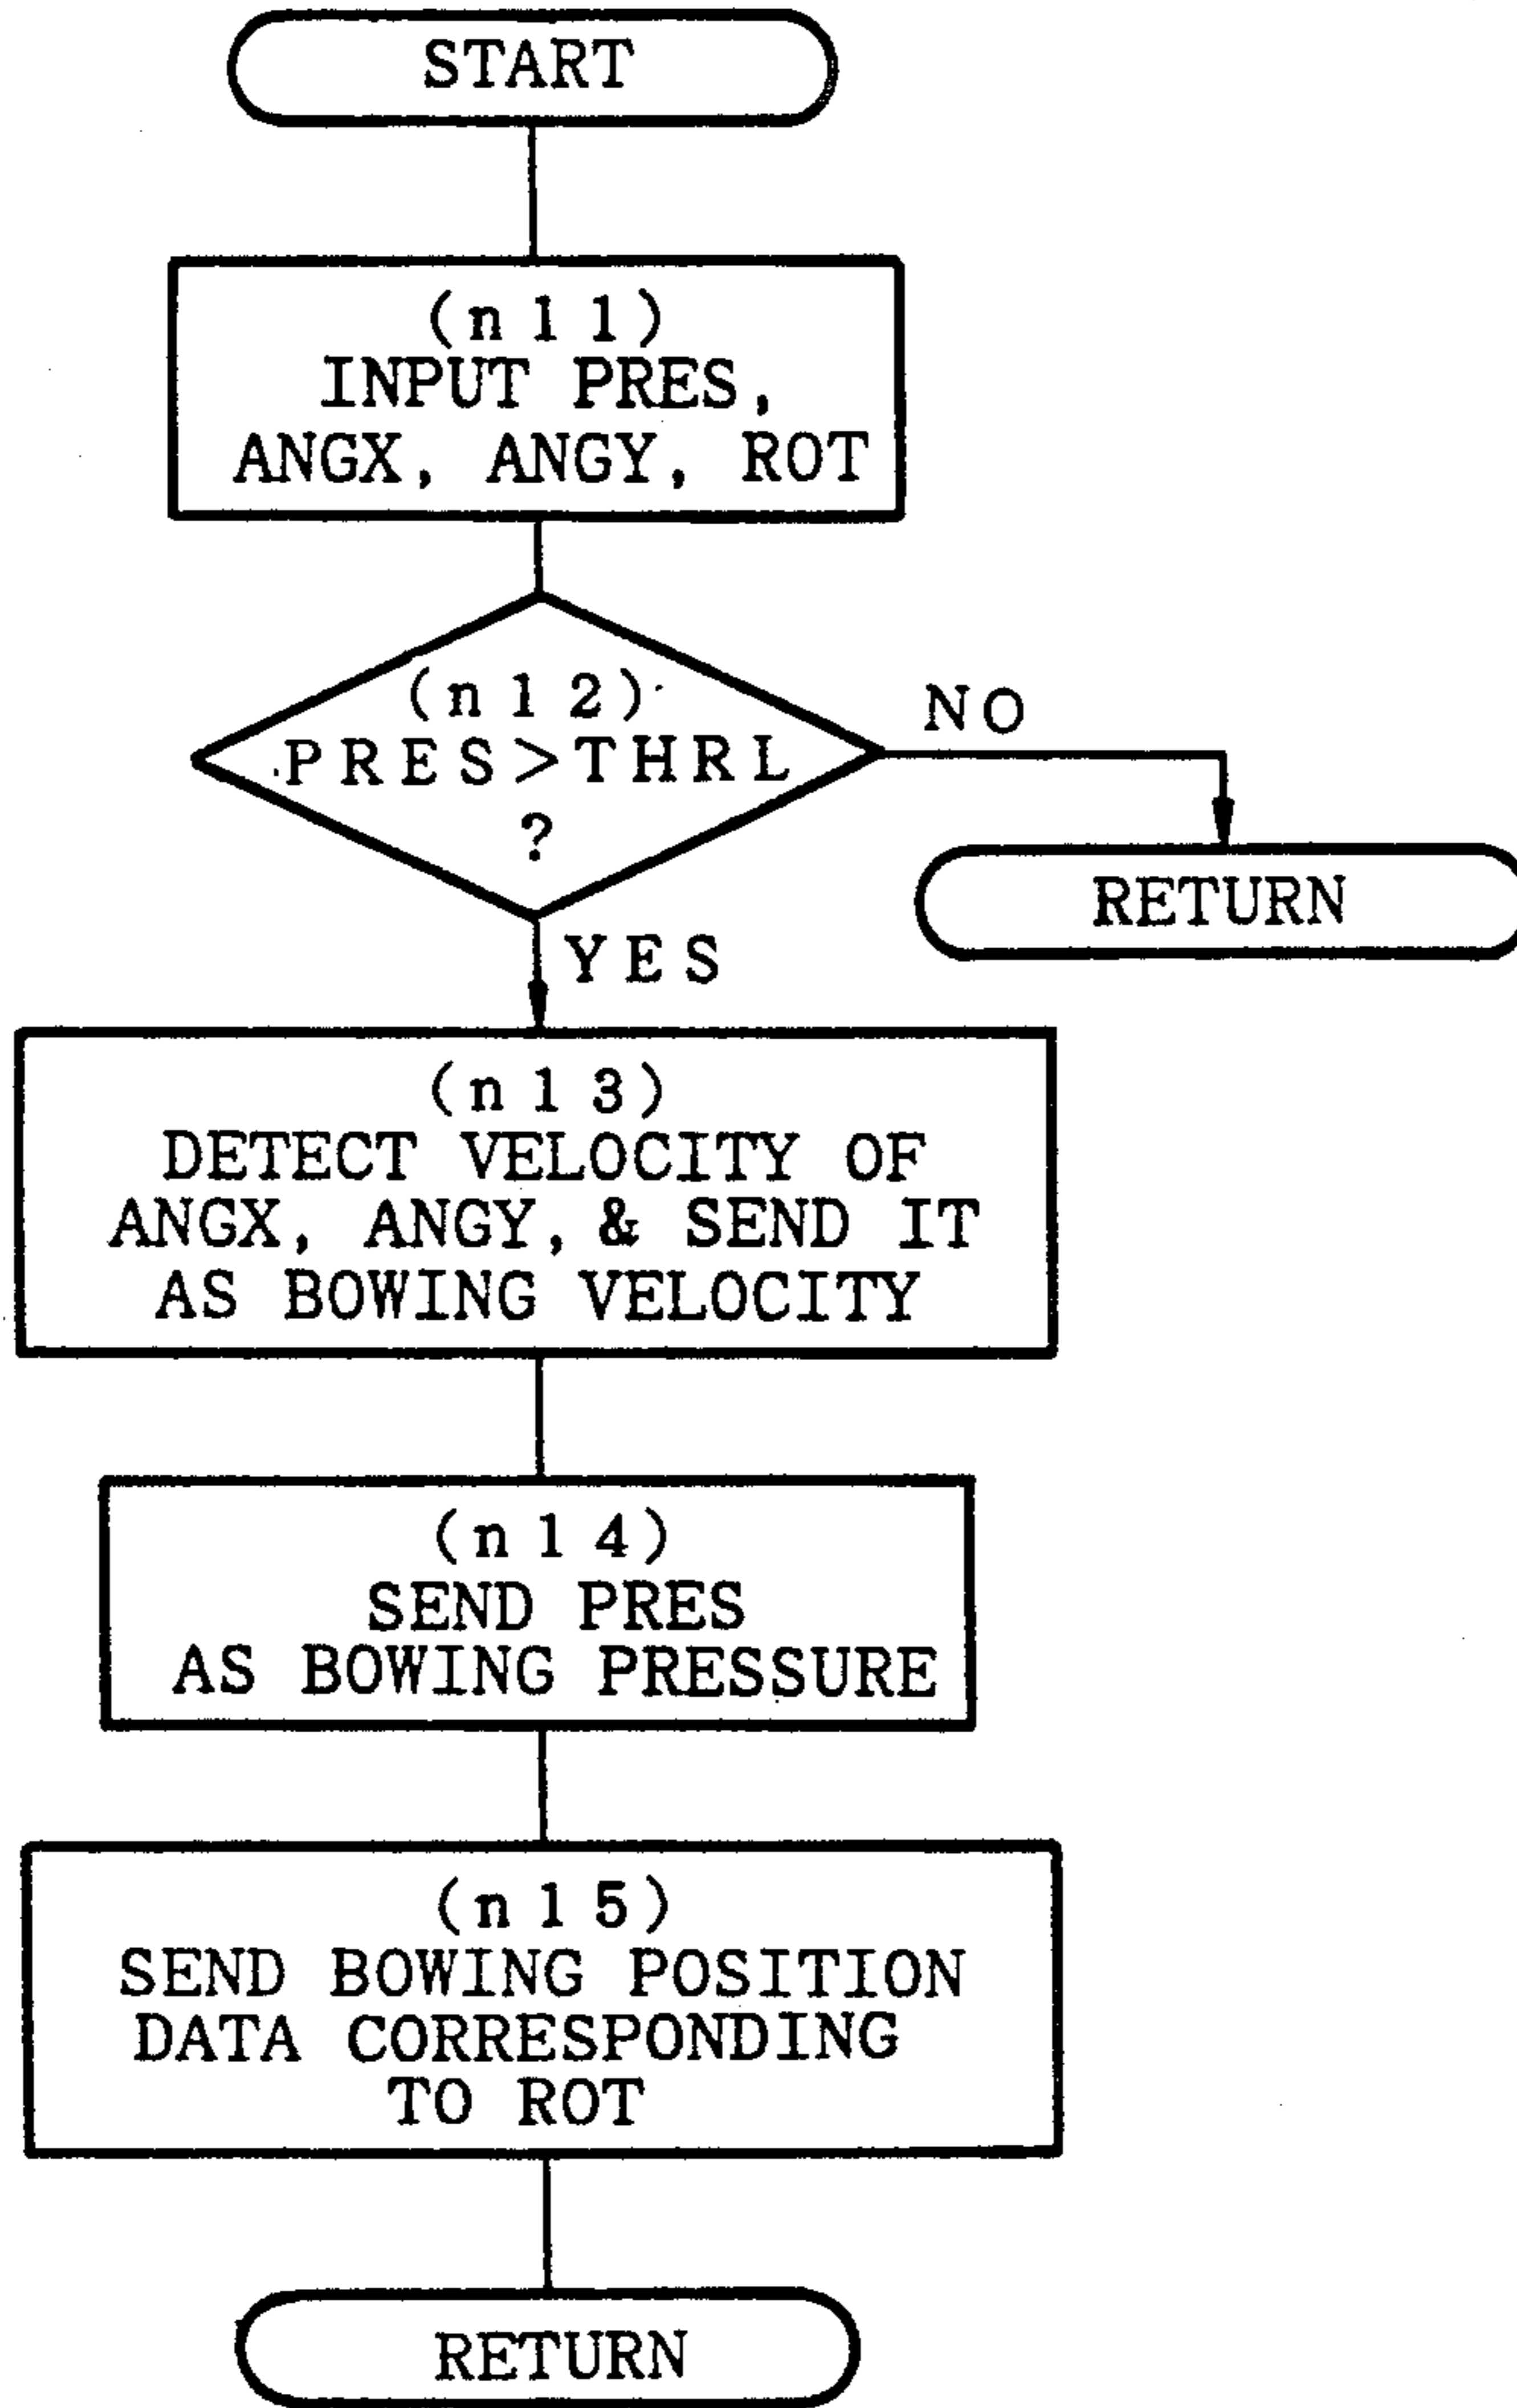 START
(n11)
INPUT PRES,
ANGX, ANGY, ROT
(n12)
PRES>THRL
?
NO
RETURN
YES
(n13)
DETECT VELOCITY OF
ANGX, ANGY, & SEND IT
AS BOWING VELOCITY
(n14)
SEND PRES
AS BOWING PRESSURE
(n15)
SEND BOWING POSITION
DATA CORRESPONDING
TO ROT
RETURN